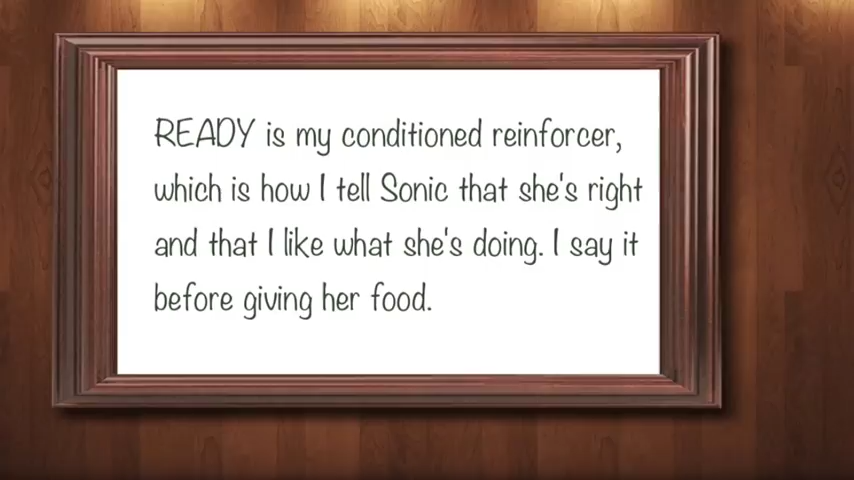 READY is my conditioned reinforcer,
which is how I tell Sonic that she's right
and that I like what she's doing. I say it
before giving her food.